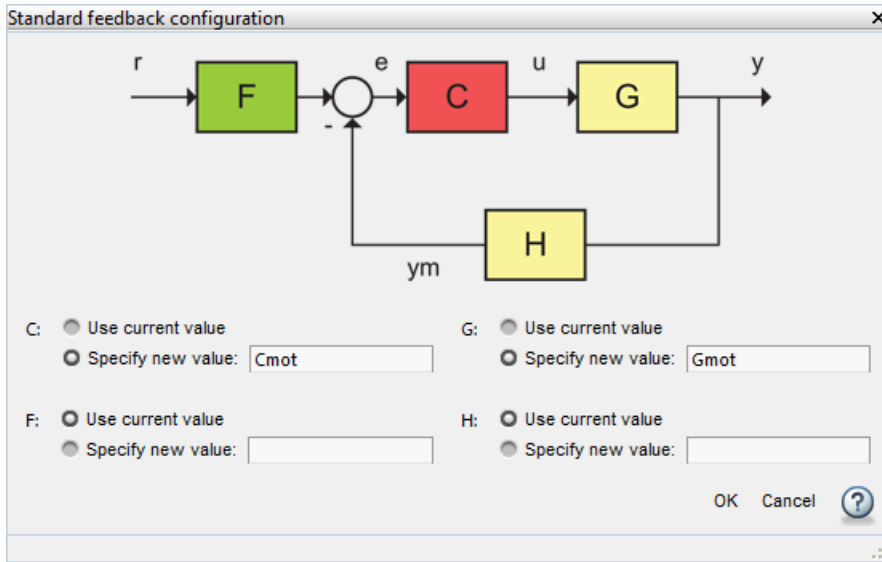 Standard feedback configuration X
r
F
e
C
u
G
y
-
H
ym
C: Use current value
Specify new value: Cmot
G: Use current value
Specify new value: Gmot
F: Use current value
Specify new value:
H: Use current value
Specify new value:
OK Cancel ?